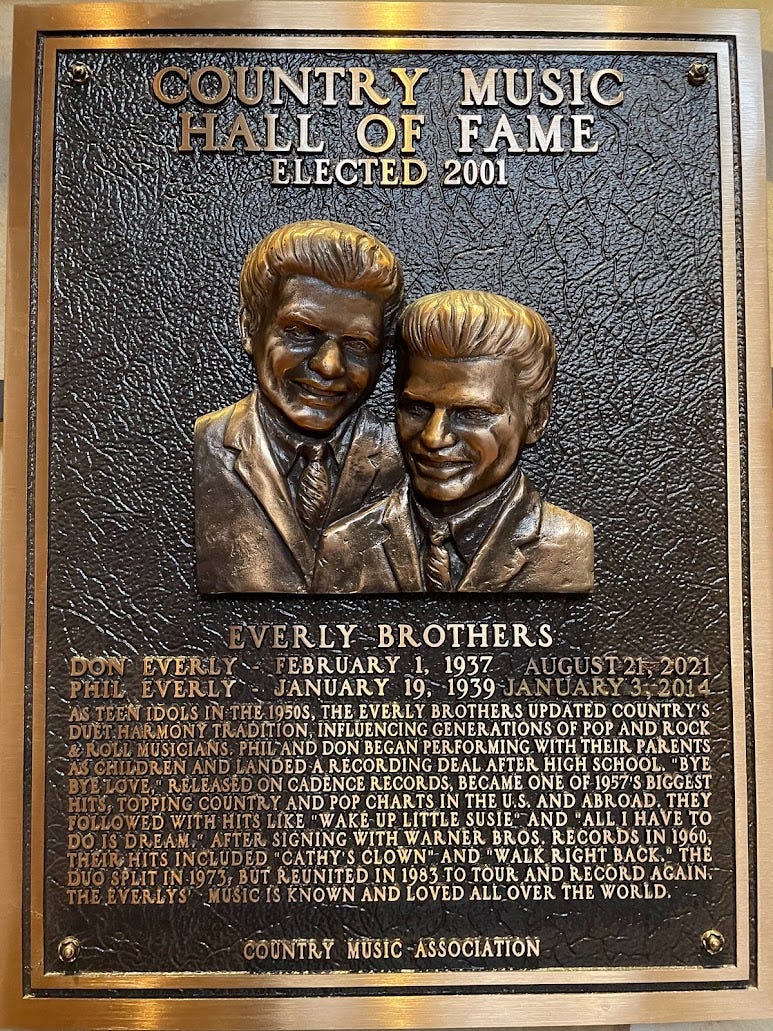 COUNTRY MUSIC
HALL OF FAME
ELECTED 2001
EVERLY BROTHERS
DON EVERLY - FEBRUARY 1, 1937 AUGUST 21, 2021
PHIL EVERLY - JANUARY 19, 1939 JANUARY 3, 2014
AS TEEN IDOLS IN THE 1950S, THE EVERLY BROTHERS UPDATED COUNTRY'S
DUET HARMONY TRADITION, INFLUENCING GENERATIONS OF POP AND ROCK
& ROLL MUSICIANS. PHIL AND DON BEGAN PERFORMING WITH THEIR PARENTS
AS CHILDREN AND LANDED A RECORDING DEAL AFTER HIGH SCHOOL. "BYE
BYE LOVE," RELEASED ON CADENCE RECORDS, BECAME ONE OF 1957'S BIGGEST
HITS, TOPPING COUNTRY AND POP CHARTS IN THE U.S. AND ABROAD. THEY
FOLLOWED WITH HITS LIKE "WAKE UP LITTLE SUSIE" AND "ALL I HAVE TO
DO IS DREAM." AFTER SIGNING WITH WARNER BROS. RECORDS IN 1960,
THEIR HITS INCLUDED "CATHY'S CLOWN" AND "WALK RIGHT BACK." THE
DUO SPLIT IN 1973, BUT REUNITED IN 1983 TO TOUR AND RECORD AGAIN.
THE EVERLYS' MUSIC IS KNOWN AND LOVED ALL OVER THE WORLD.
COUNTRY MUSIC ASSOCIATION